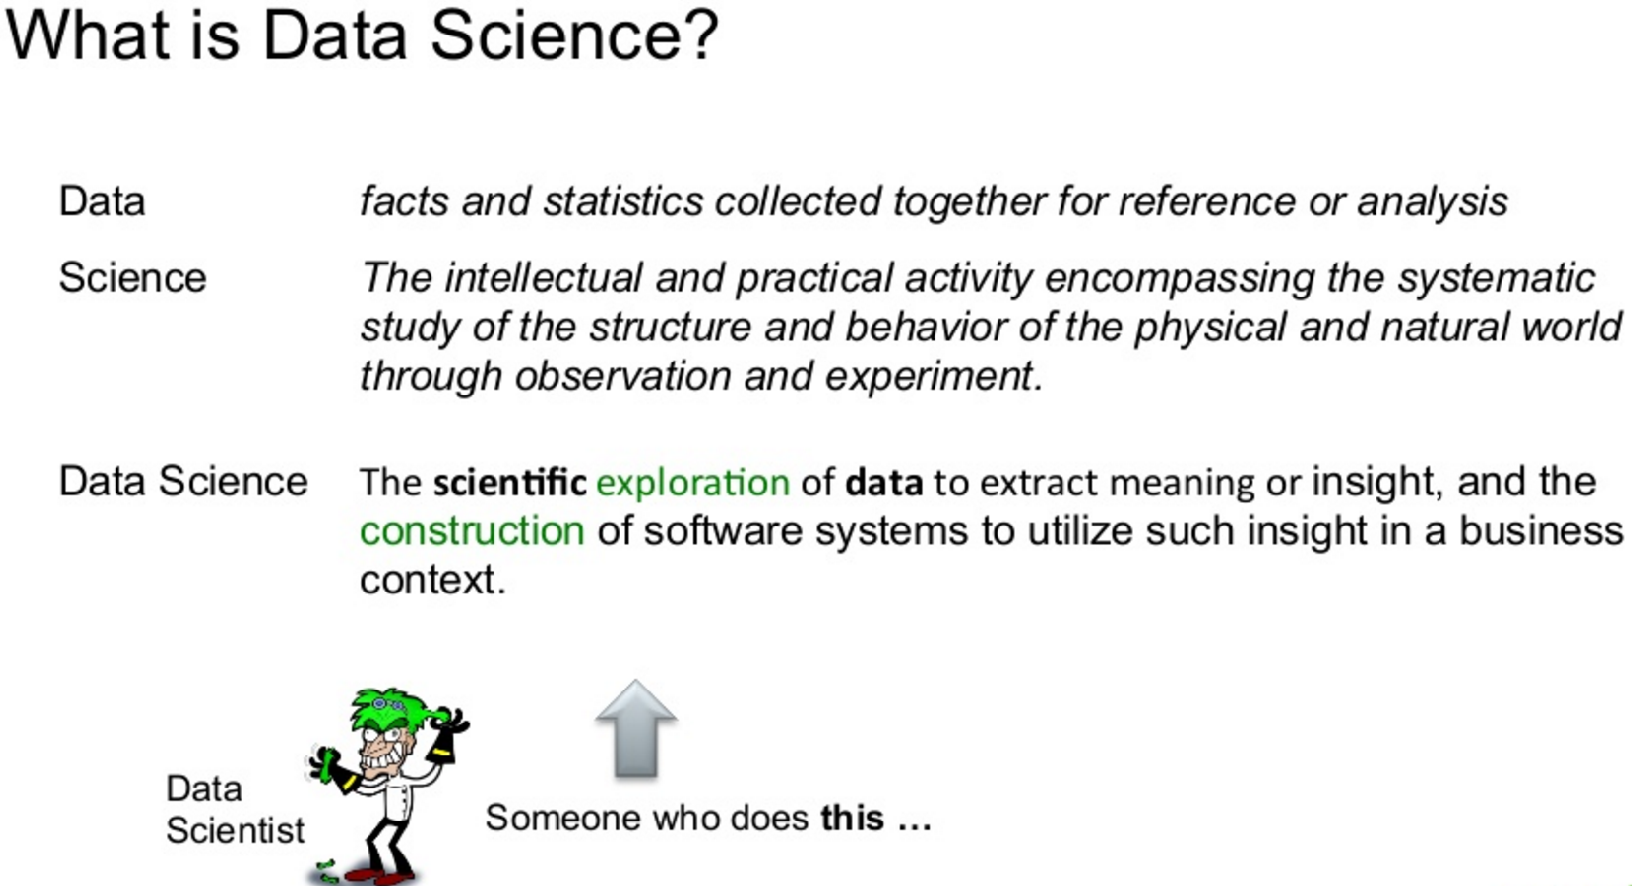 What is Data Science?
Data facts and statistics collected together for reference or analysis
Science The intellectual and practical activity encompassing the systematic
study of the structure and behavior of the physical and natural world
through observation and experiment.
Data Science The scientific exploration of data to extract meaning or insight, and the
construction of software systems to utilize such insight in a business
context.
Data
Scientist
Someone who does this ...